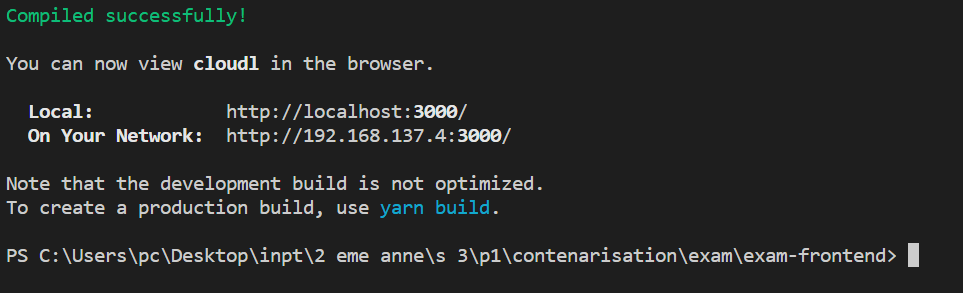 Compiled successfully!
You can now view cloudl in the browser.
Local: http://localhost:3000/
On Your Network: http://192.168.137.4:3000/
Note that the development build is not optimized.
To create a production build, use yarn build.
PS C:\Users\pc\Desktop\inpt\2 eme anne\s 3\p1\contenarisation\exam\exam-frontend>